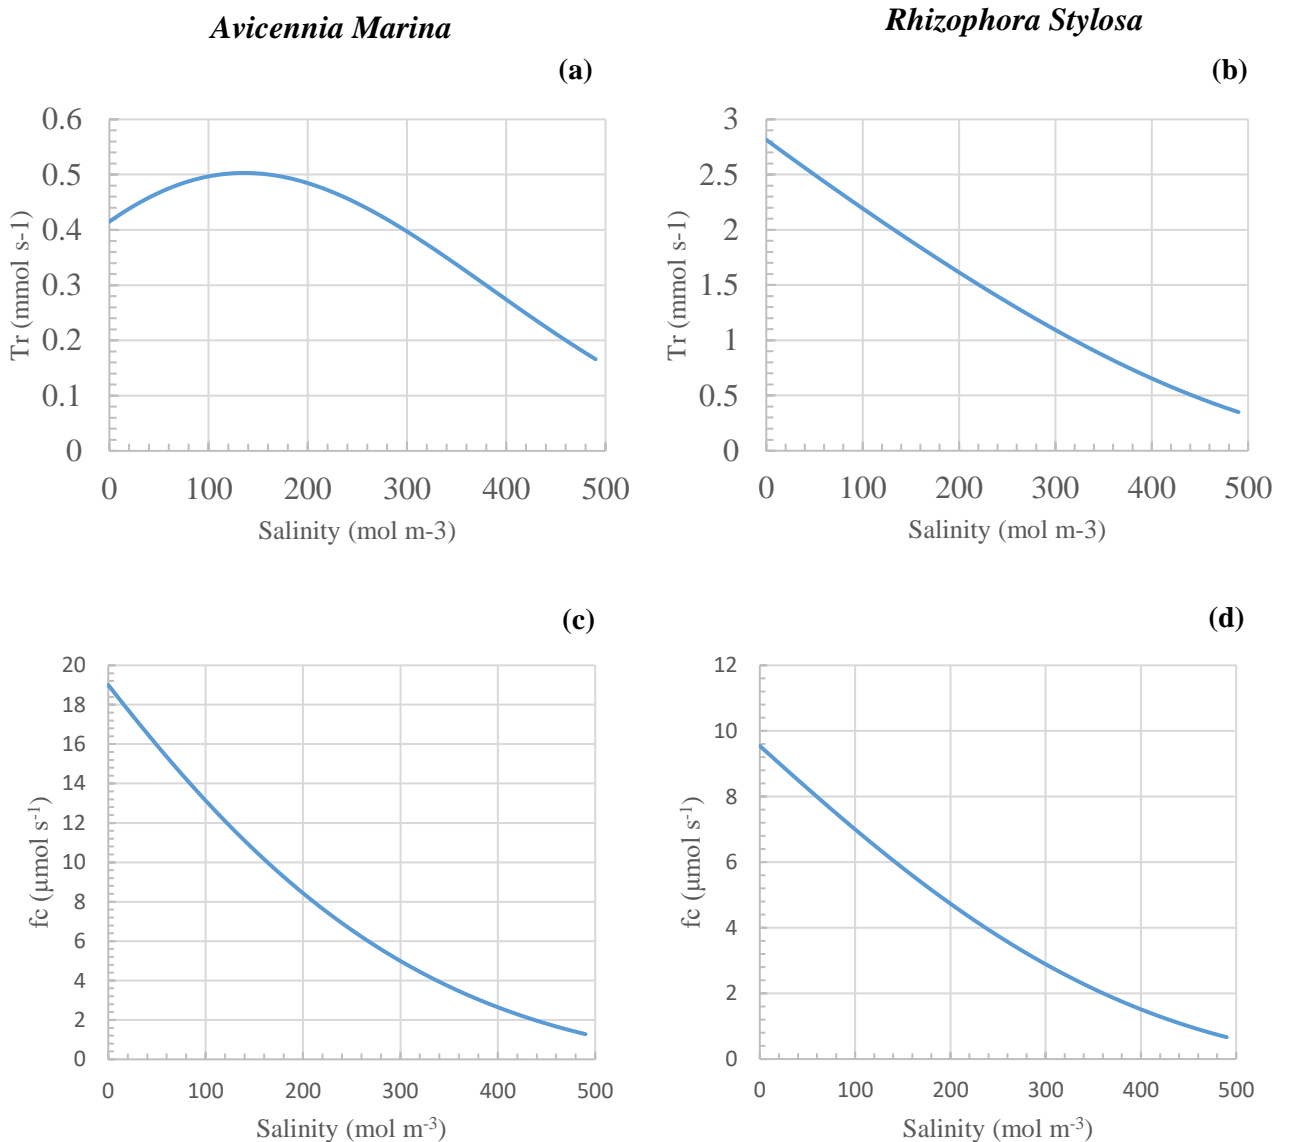 Avicennia Marina
Rhizophora Stylosa
(a)
0.6
0.5
0.4
0.3
0.2
0.1
0
Tr (mmol s-1)
0 100 200 300 400 500
Salinity (mol m-3)
(b)
3
2.5
2
1.5
1
0.5
0
Tr (mmol s-1)
0 100 200 300 400 500
Salinity (mol m-3)
(c)
20
18
16
14
12
10
8
6
4
2
0
fc (μmol s⁻¹)
0 100 200 300 400 500
Salinity (mol m⁻³)
(d)
12
10
8
6
4
2
0
fc (μmol s⁻¹)
0 100 200 300 400 500
Salinity (mol m⁻³)